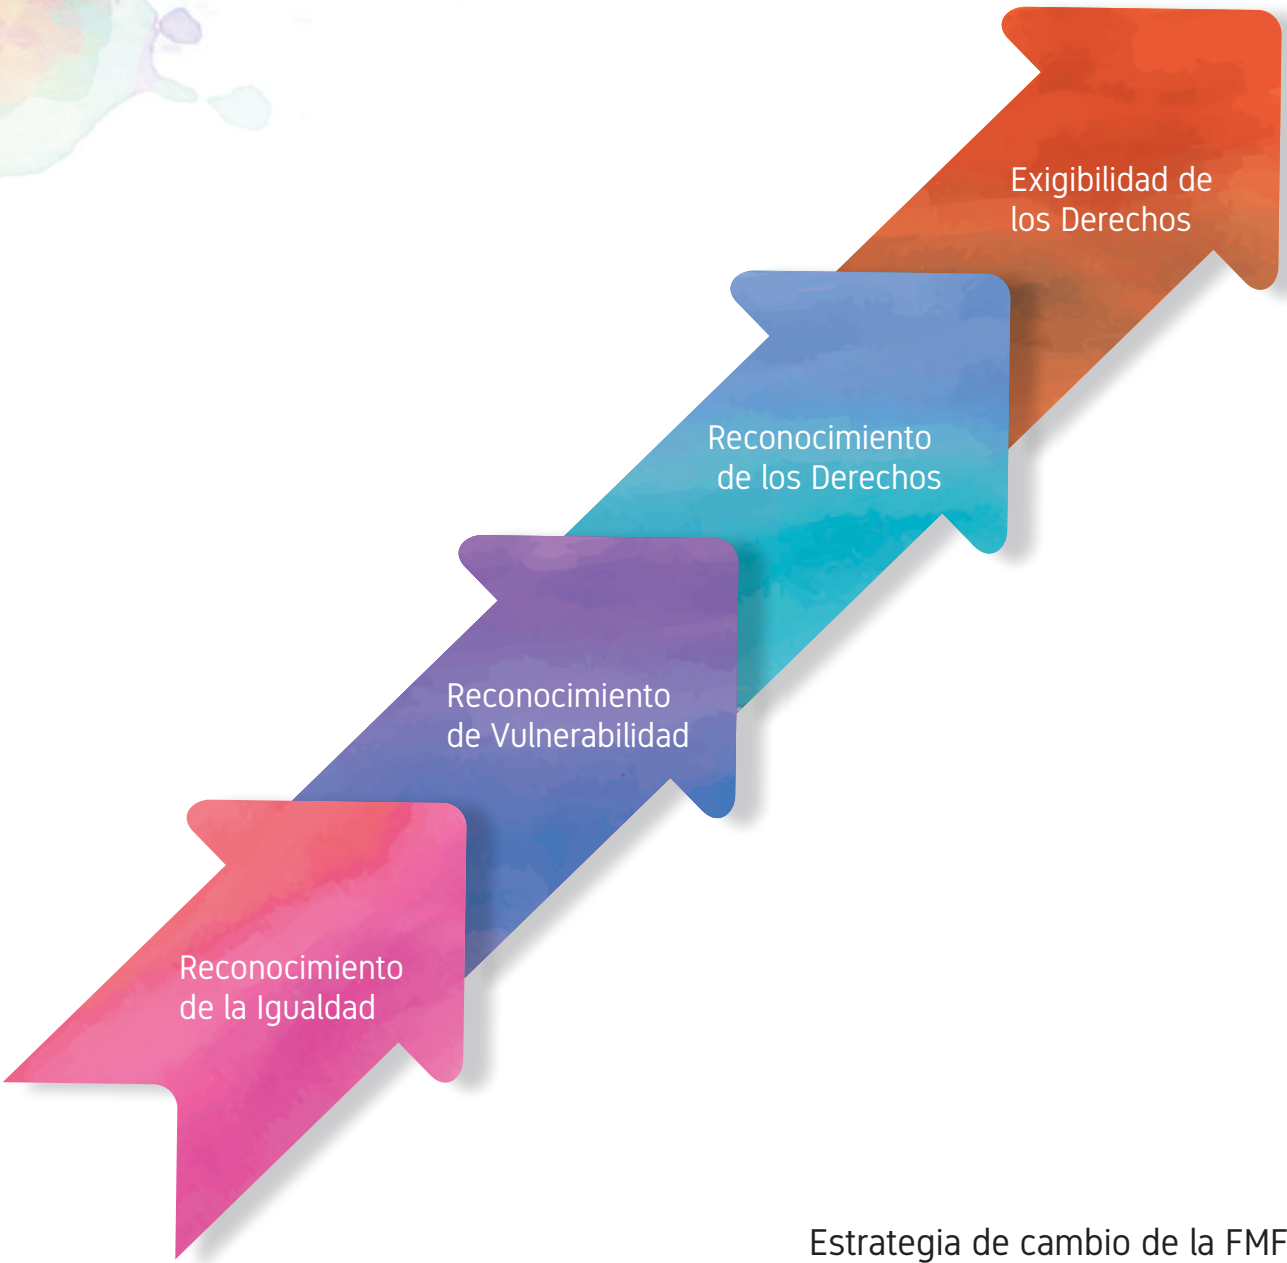 Exigibilidad de
los Derechos
Reconocimiento
de los Derechos
Reconocimiento
de Vulnerabilidad
Reconocimiento
de la Igualdad
Estrategia de cambio de la FMF